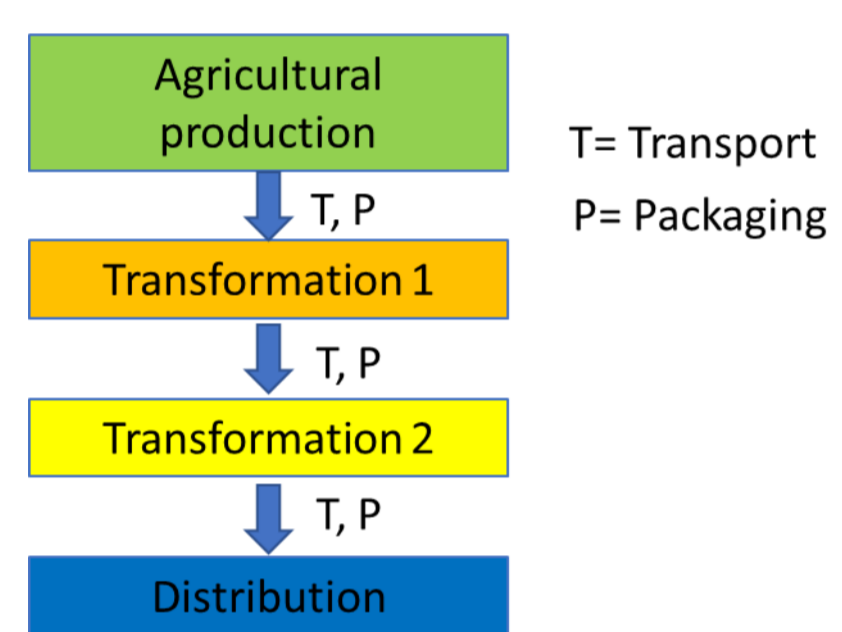 Agricultural
production
T= Transport
T, P
P= Packaging
Transformation 1
T, P
Transformation 2
T, P
Distribution